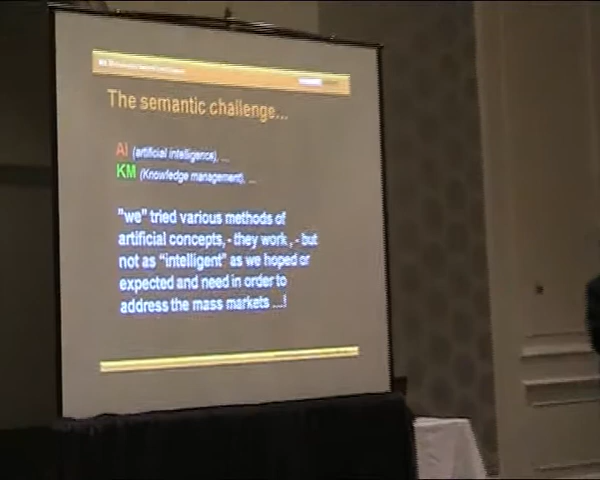 The semantic challenge...
AI (artificial intelligence), ...
KM (Knowledge management), ...
"we" tried various methods of
artificial concepts, - they work, - but
not as "intelligent" as we hoped or
expected and need in order to
address the mass markets ...!